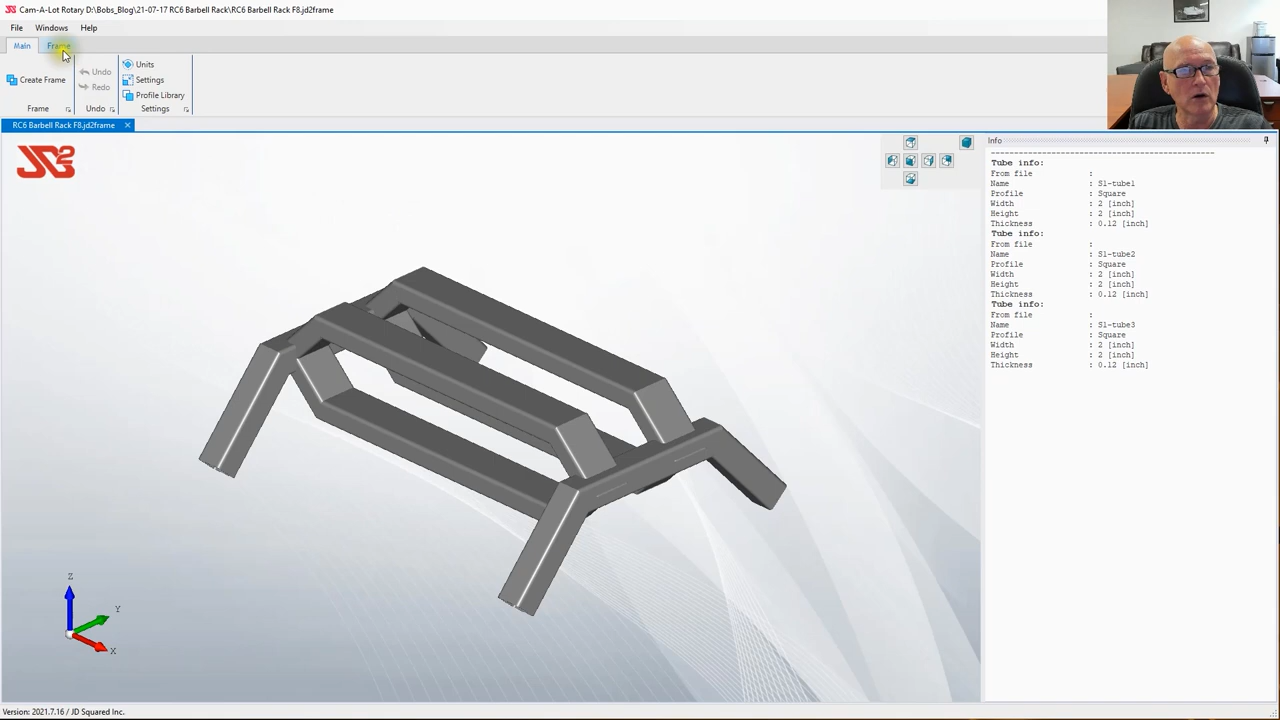 Cam-A-Lot Rotary D:\Bobs_Blog\21-07-17 RC6 Barbell Rack\RC6 Barbell Rack F8.jd2frame
File Windows Help
Main Frame
Create Frame
Undo
Redo
Units
Settings
Profile Library
Frame Undo Settings
RC6 Barbell Rack F8.jd2frame
JD2
Info
Tube info:
From file :
Name : Sl-tube1
Profile : Square
Width : 2 [inch]
Height : 2 [inch]
Thickness : 0.12 [inch]
Tube info:
From file :
Name : Sl-tube2
Profile : Square
Width : 2 [inch]
Height : 2 [inch]
Thickness : 0.12 [inch]
Tube info:
From file :
Name : Sl-tube3
Profile : Square
Width : 2 [inch]
Height : 2 [inch]
Thickness : 0.12 [inch]
Z
Y
X
Version: 2021.7.16 / JD Squared Inc.